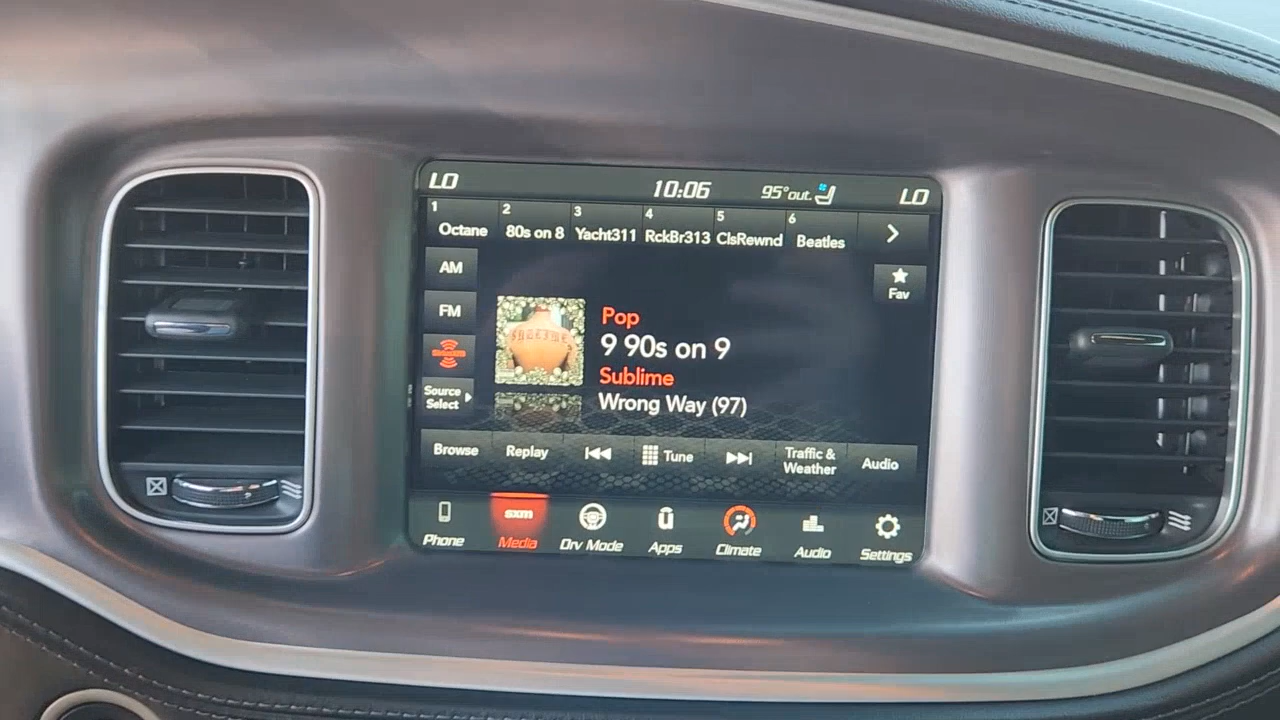 LO 10:06 95°out. LO
1 Octane
2 80s on 8
3 Yacht311
4 RckBr313
5 ClsRewnd
6 Beatles
AM
Fav
FM
SUBLIME
Pop
9 90s on 9
Sublime
Wrong Way (97)
Source
Select
Browse Replay Tune Traffic & Weather Audio
sxm
Phone Media Drv Mode Apps Climate Audio Settings